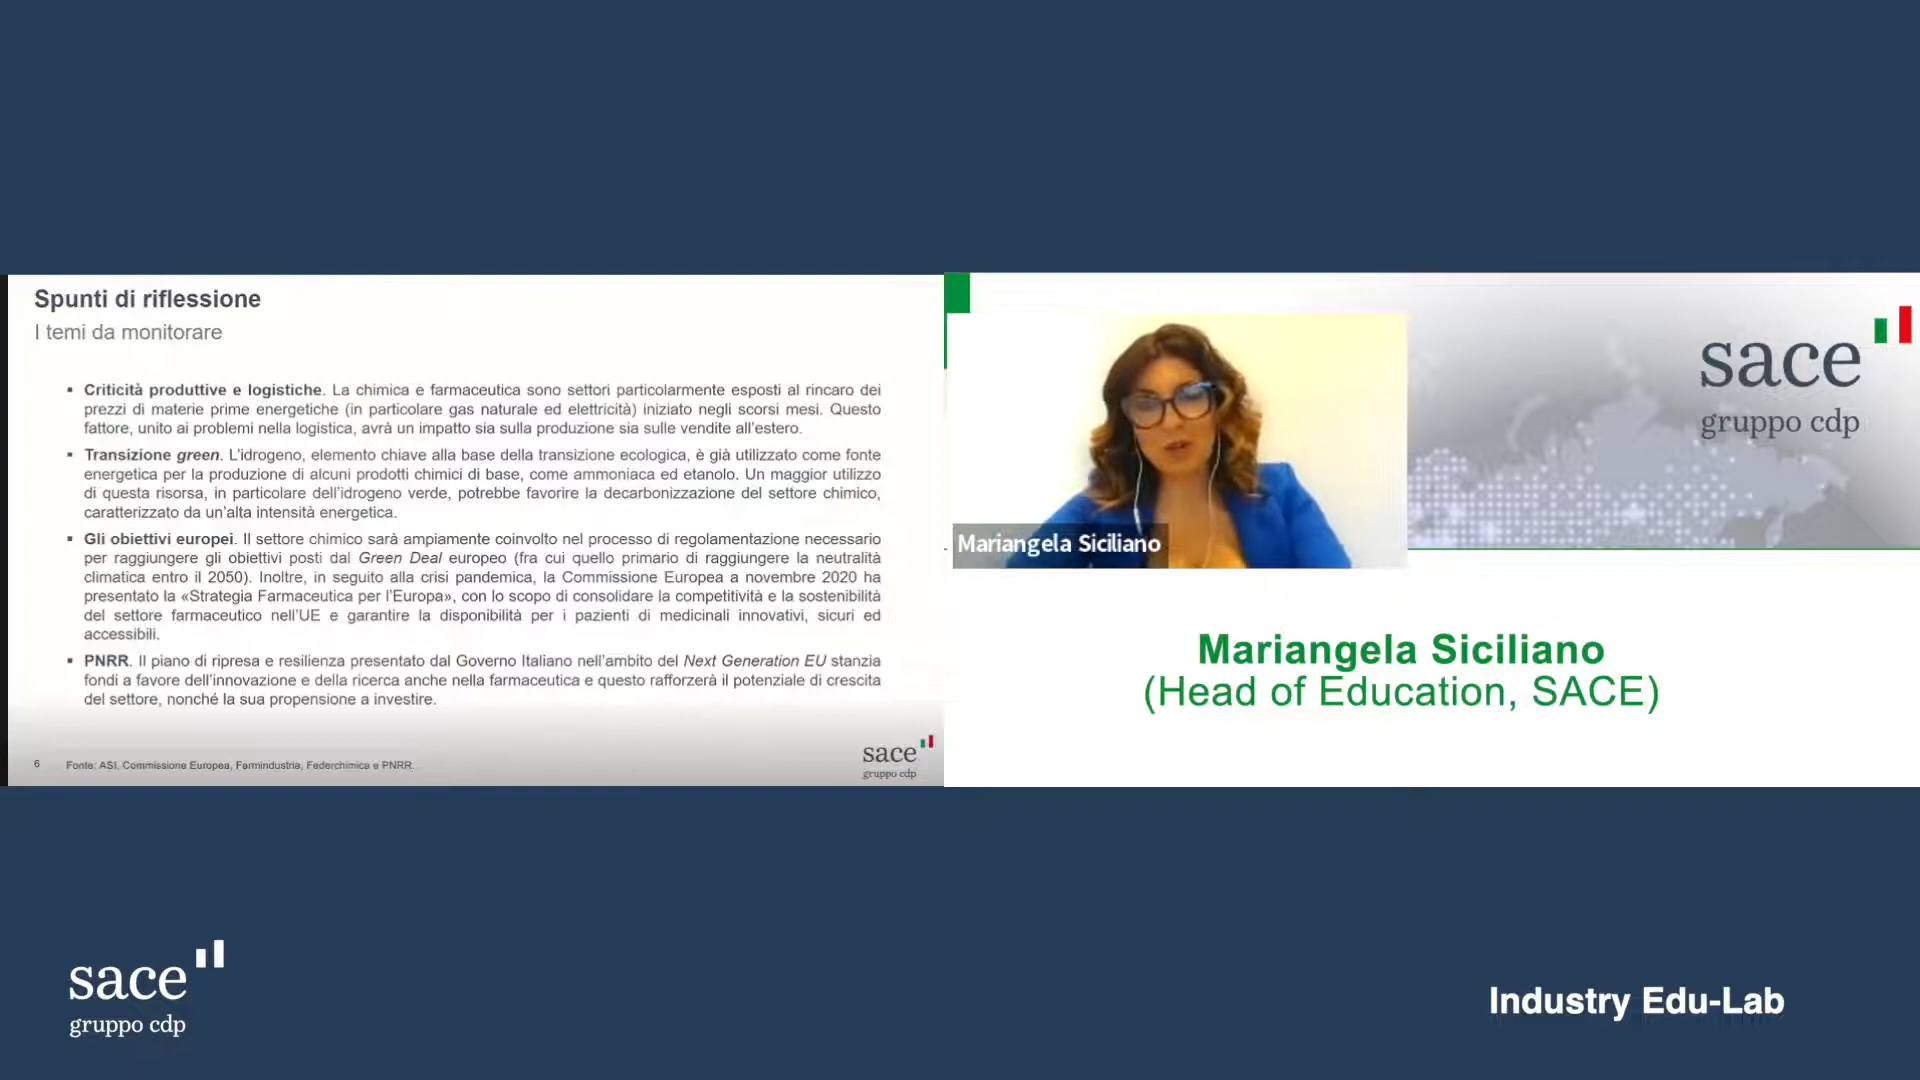 Spunti di riflessione
I temi da monitorare
▪ Criticità produttive e logistiche. La chimica e farmaceutica sono settori particolarmente esposti al rincaro dei
prezzi di materie prime energetiche (in particolare gas naturale ed elettricità) iniziato negli scorsi mesi. Questo
fattore, unito ai problemi nella logistica, avrà un impatto sia sulla produzione sia sulle vendite all'estero.
▪ Transizione green. L'idrogeno, elemento chiave alla base della transizione ecologica, è già utilizzato come fonte
energetica per la produzione di alcuni prodotti chimici di base, come ammoniaca ed etanolo. Un maggior utilizzo
di questa risorsa, in particolare dell'idrogeno verde, potrebbe favorire la decarbonizzazione del settore chimico,
caratterizzato da un'alta intensità energetica.
▪ Gli obiettivi europei. Il settore chimico sarà ampiamente coinvolto nel processo di regolamentazione necessario
per raggiungere gli obiettivi posti dal Green Deal europeo (fra cui quello primario di raggiungere la neutralità
climatica entro il 2050). Inoltre, in seguito alla crisi pandemica, la Commissione Europea a novembre 2020 ha
presentato la «Strategia Farmaceutica per l'Europa», con lo scopo di consolidare la competitività e la sostenibilità
del settore farmaceutico nell'UE e garantire la disponibilità per i pazienti di medicinali innovativi, sicuri ed
accessibili.
▪ PNRR. Il piano di ripresa e resilienza presentato dal Governo Italiano nell'ambito del Next Generation EU stanzia
fondi a favore dell'innovazione e della ricerca anche nella farmaceutica e questo rafforzerà il potenziale di crescita
del settore, nonché la sua propensione a investire.
6 Fonte: ASI, Commissione Europea, Farmindustria, Federchimica e PNRR.
sace
gruppo cdp
sace
gruppo cdp
Mariangela Siciliano
Mariangela Siciliano
(Head of Education, SACE)
sace
gruppo cdp
Industry Edu-Lab